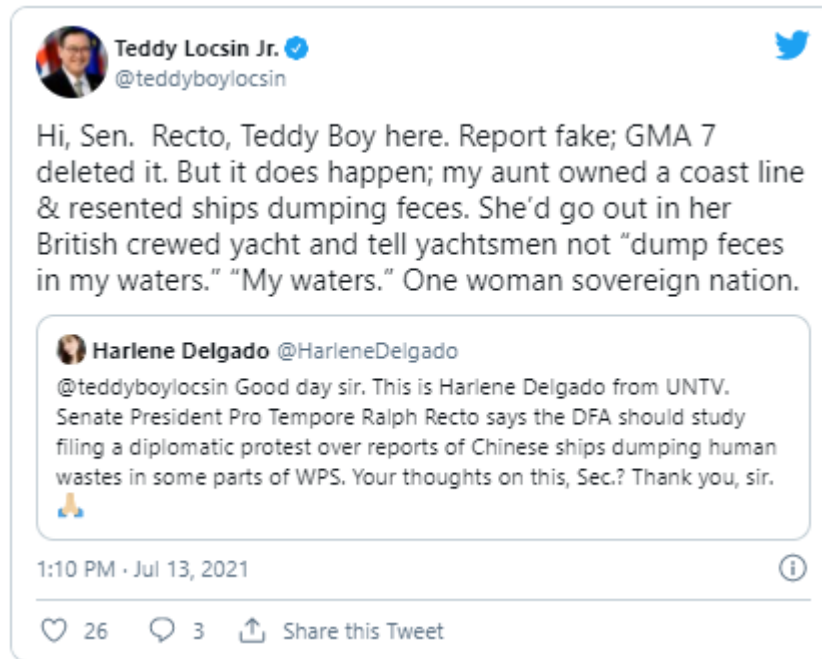 Teddy Locsin Jr.
@teddyboylocsin
Hi, Sen.  Recto, Teddy Boy here. Report fake; GMA 7
deleted it. But it does happen; my aunt owned a coast line
& resented ships dumping feces. She’d go out in her
British crewed yacht and tell yachtsmen not “dump feces
in my waters.” “My waters.” One woman sovereign nation.
Harlene Delgado @HarleneDelgado
@teddyboylocsin Good day sir. This is Harlene Delgado from UNTV.
Senate President Pro Tempore Ralph Recto says the DFA should study
filing a diplomatic protest over reports of Chinese ships dumping human
wastes in some parts of WPS. Your thoughts on this, Sec.? Thank you, sir.
🙏🏼
1:10 PM · Jul 13, 2021
26 3 Share this Tweet